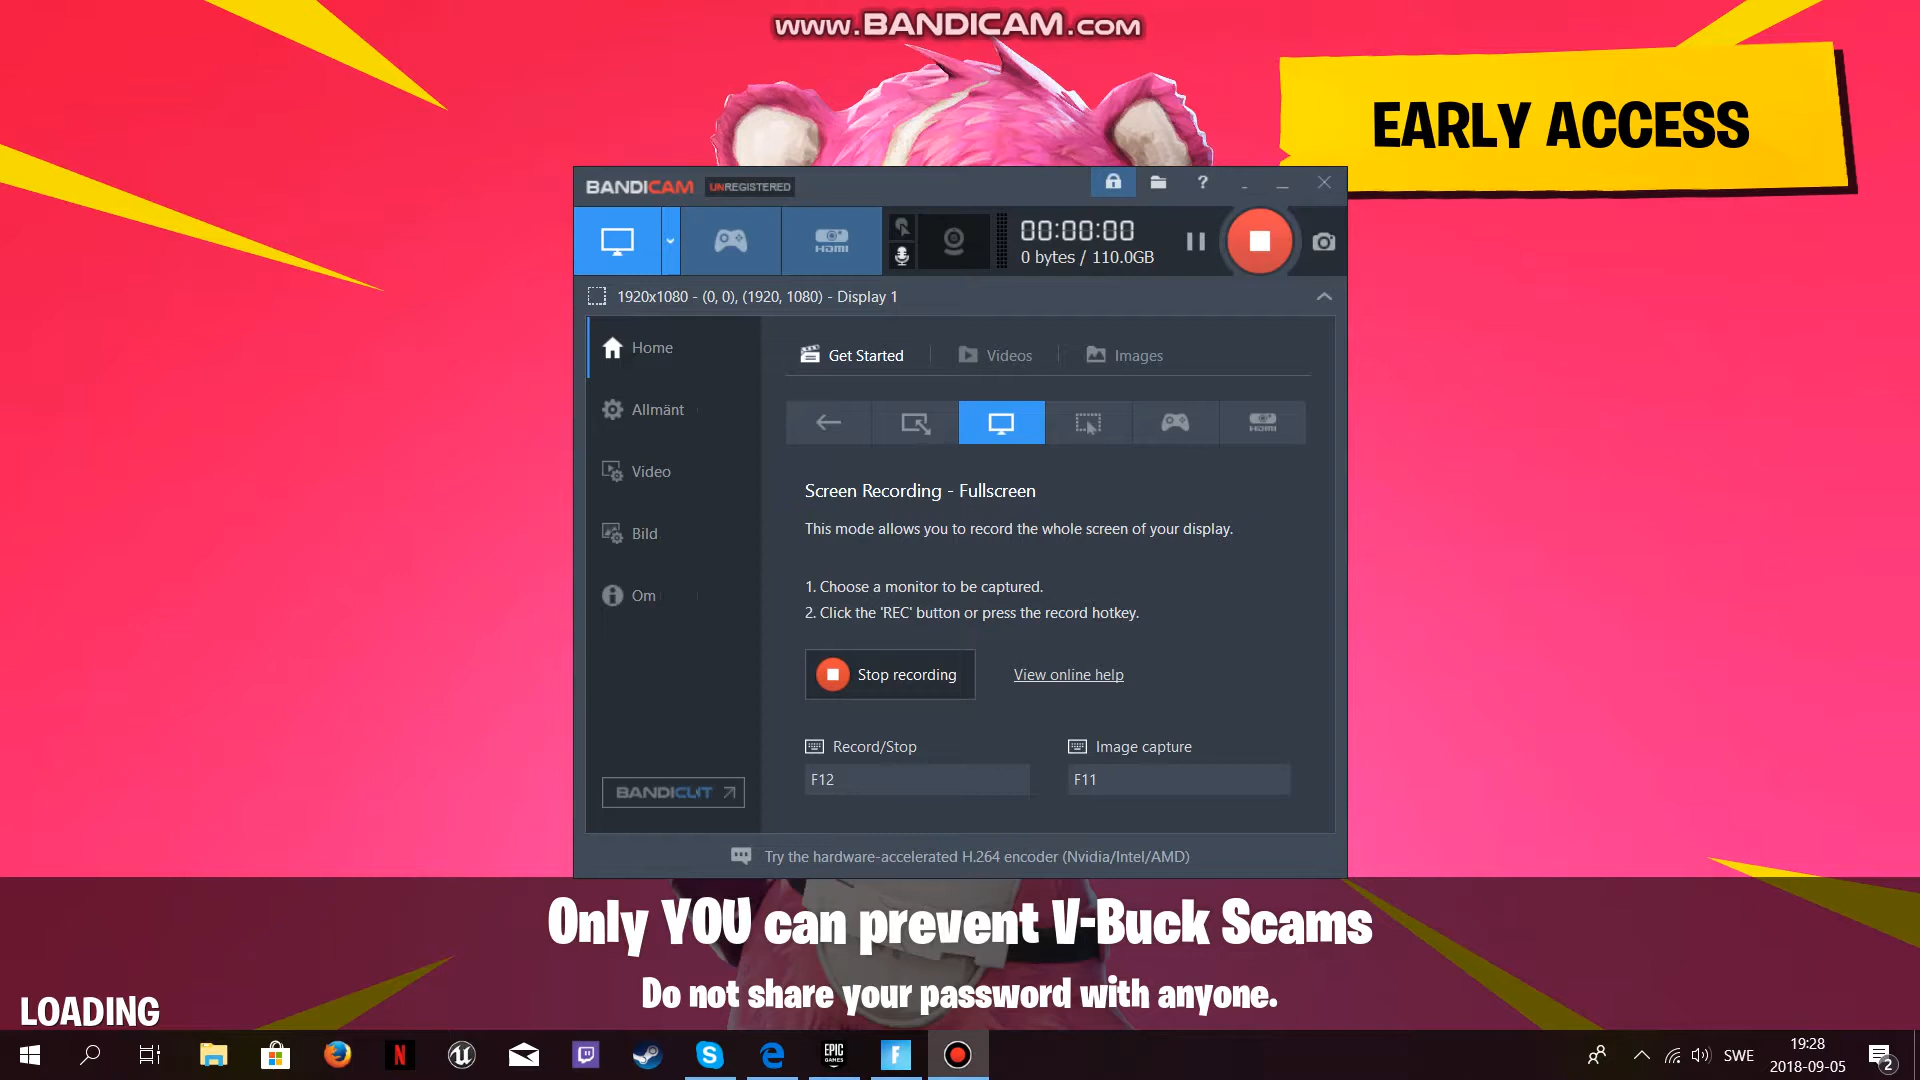 www.BANDICAM.com
EARLY ACCESS
BANDICAM UNREGISTERED
?
HDMI
00:00:00
0 bytes / 110.0GB
1920x1080 - (0, 0), (1920, 1080) - Display 1
Home
Allmänt
Video
Bild
Om
Get Started
Videos
Images
HDMI
Screen Recording - Fullscreen
This mode allows you to record the whole screen of your display.
1. Choose a monitor to be captured.
2. Click the 'REC' button or press the record hotkey.
Stop recording
View online help
Record/Stop
Image capture
F12
F11
BANDICUT
Try the hardware-accelerated H.264 encoder (Nvidia/Intel/AMD)
Only YOU can prevent V-Buck Scams
Do not share your password with anyone.
LOADING
N
S
EPIC
GAMES
F
SWE
19:28
2018-09-05
2